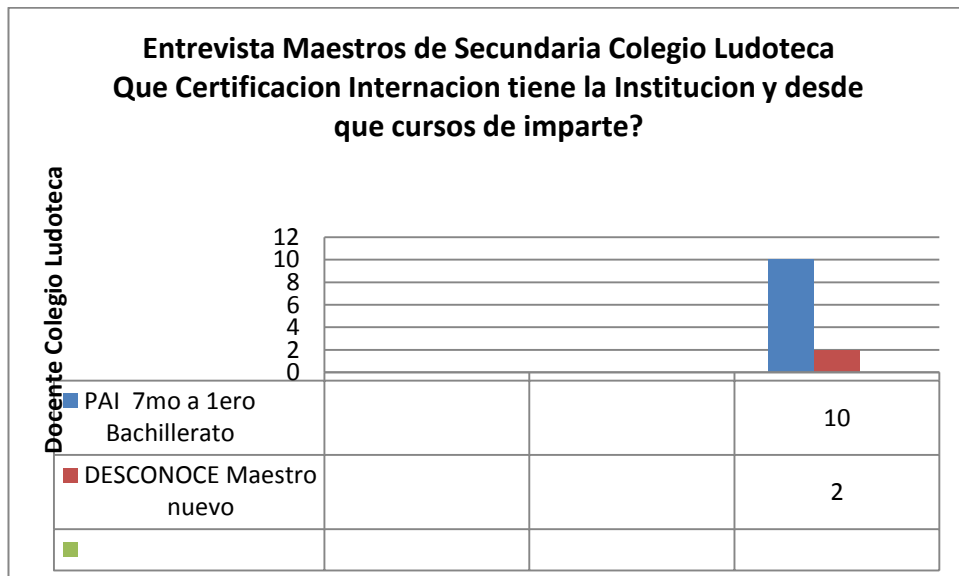 Entrevista Maestros de Secundaria Colegio Ludoteca
Que Certificacion Internacion tiene la Institucion y desde
que cursos de imparte?
Docente Colegio Ludoteca
12
10
8
6
4
2
0
PAI 7mo a 1ero
Bachillerato
10
DESCONOCE Maestro
nuevo
2